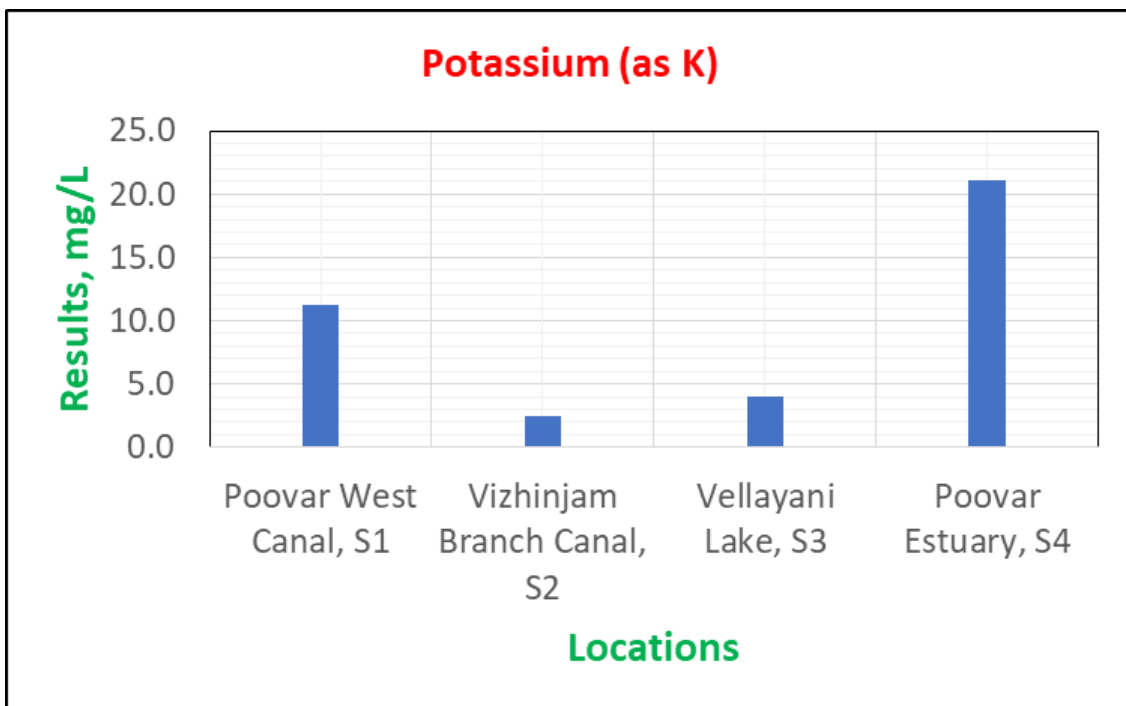 Potassium (as K)
Results, mg/L
25.0
20.0
15.0
10.0
5.0
0.0
Poovar West
Canal, S1
Vizhinjam
Branch Canal,
S2
Vellayani
Lake, S3
Poovar
Estuary, S4
Locations